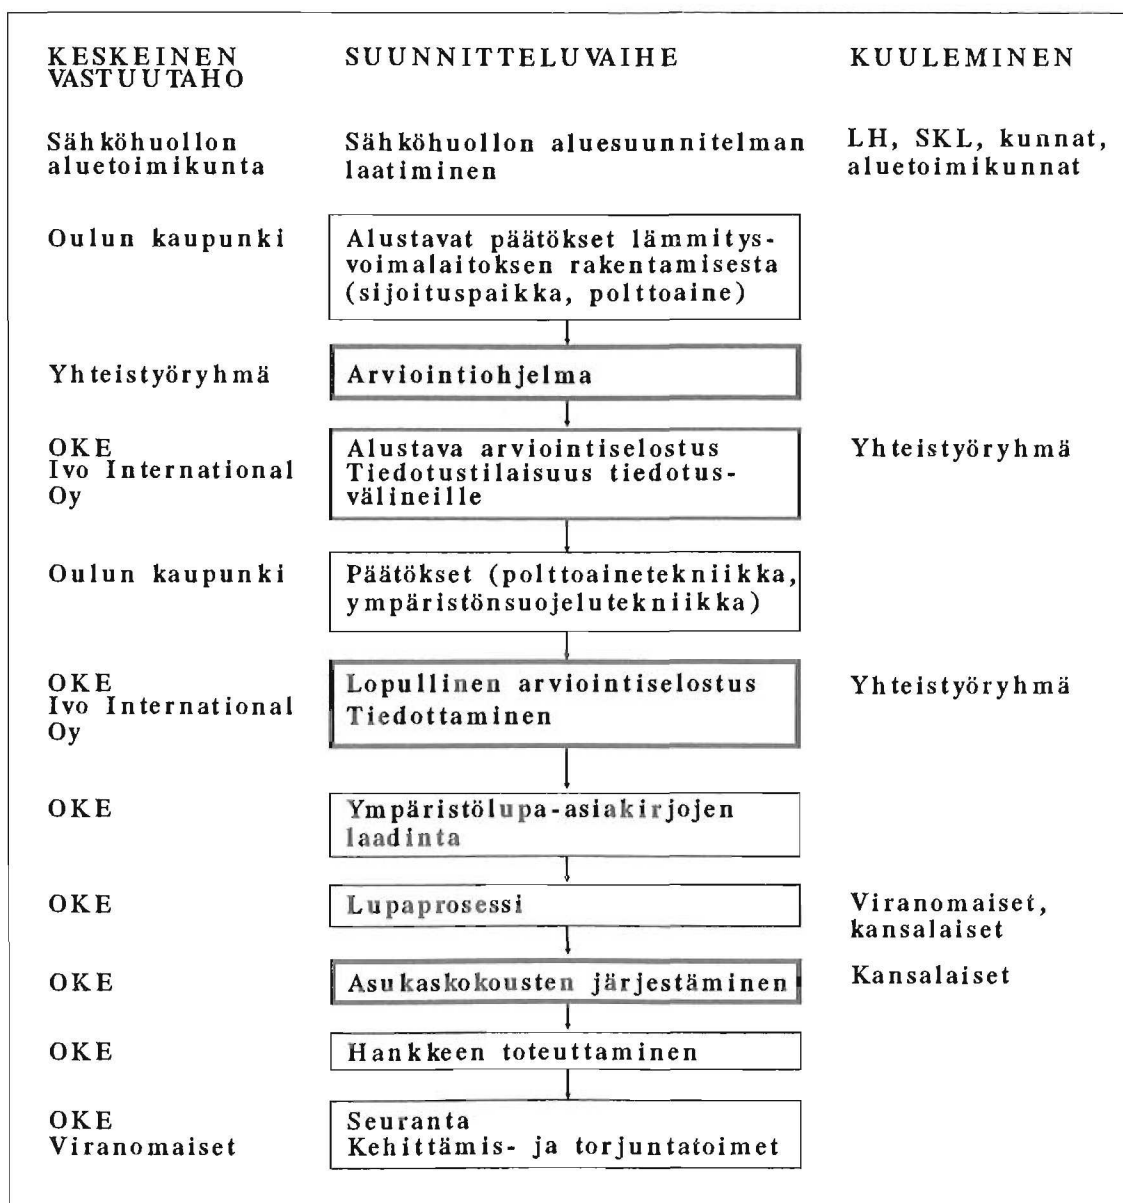 KESKEINEN VASTUUTAHO
SUUNNITTELUVAIHE
KUULEMINEN
Sähköhuollon
aluetoimikunta
Sähköhuollon aluesuunnitelman
laatiminen
LH, SKL, kunnat,
aluetoimikunnat
Oulun kaupunki
Alustavat päätökset lämmitys-
voimalaitoksen rakentamisesta
(sijoituspaikka, polttoaine)
Yhteistyöryhmä
Arviointiohjelma
OKE
Ivo International
Oy
Alustava arviointiselostus
Tiedotustilaisuus tiedotus-
välineille
Yhteistyöryhmä
Oulun kaupunki
Päätökset (polttoainetekniikka,
ympäristönsuojelutekniikka)
OKE
Ivo International
Oy
Lopullinen arviointiselostus
Tiedottaminen
Yhteistyöryhmä
OKE
Ympäristölupa-asiakirjojen
laadinta
OKE
Lupaprosessi
Viranomaiset,
kansalaiset
OKE
Asukaskokousten järjestäminen
Kansalaiset
OKE
Hankkeen toteuttaminen
OKE
Viranomaiset
Seuranta
Kehittämis- ja torjuntatoimet